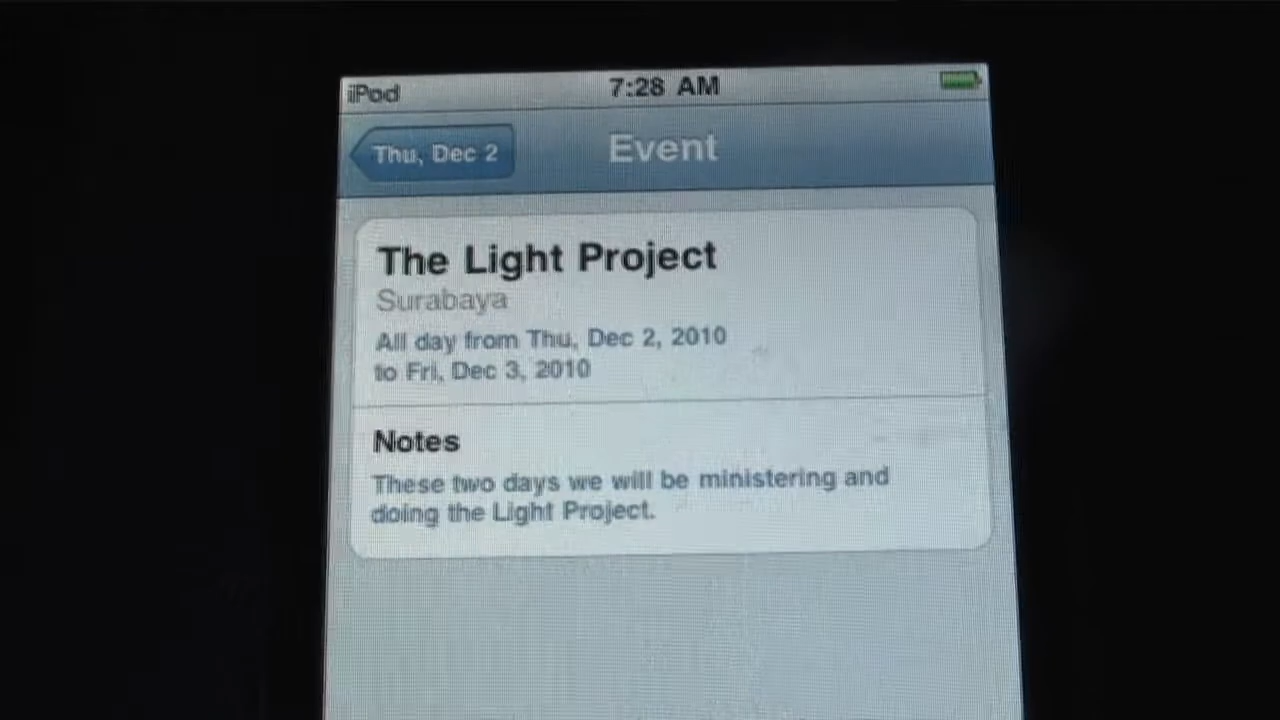 iPod 7:28 AM
Thu, Dec 2 Event
The Light Project
Surabaya
All day from Thu, Dec 2, 2010
to Fri, Dec 3, 2010
Notes
These two days we will be ministering and
doing the Light Project.